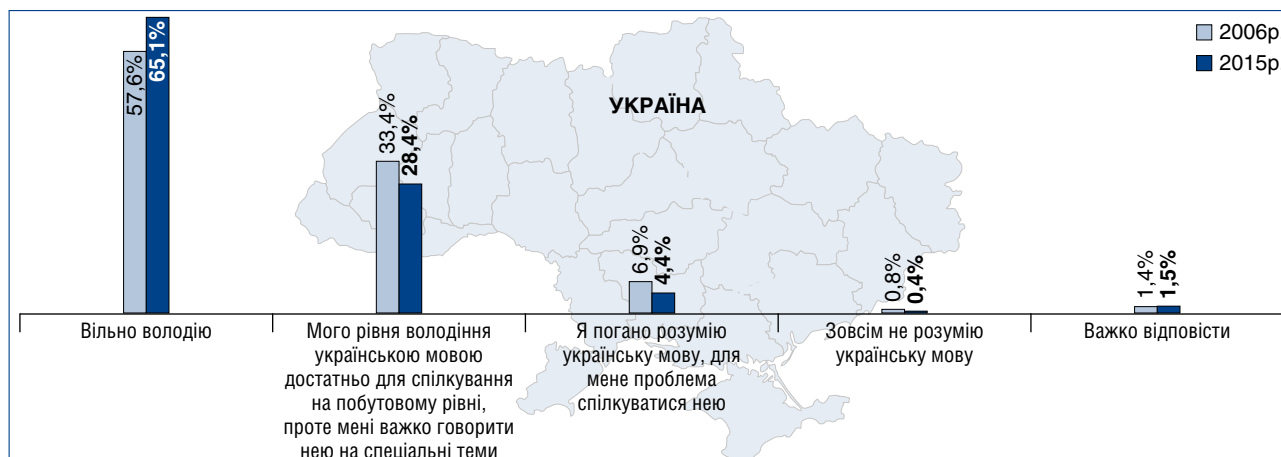 2006р.
2015р.
УКРАЇНА
57,6%
65,1%
33,4%
28,4%
6,9%
4,4%
0,8%
0,4%
1,4%
1,5%
Вільно володію
Мого рівня володіння
українською мовою
достатньо для спілкування
на побутовому рівні,
проте мені важко говорити
нею на спеціальні теми
Я погано розумію
українську мову, для
мене проблема
спілкуватися нею
Зовсім не розумію
українську мову
Важко відповісти